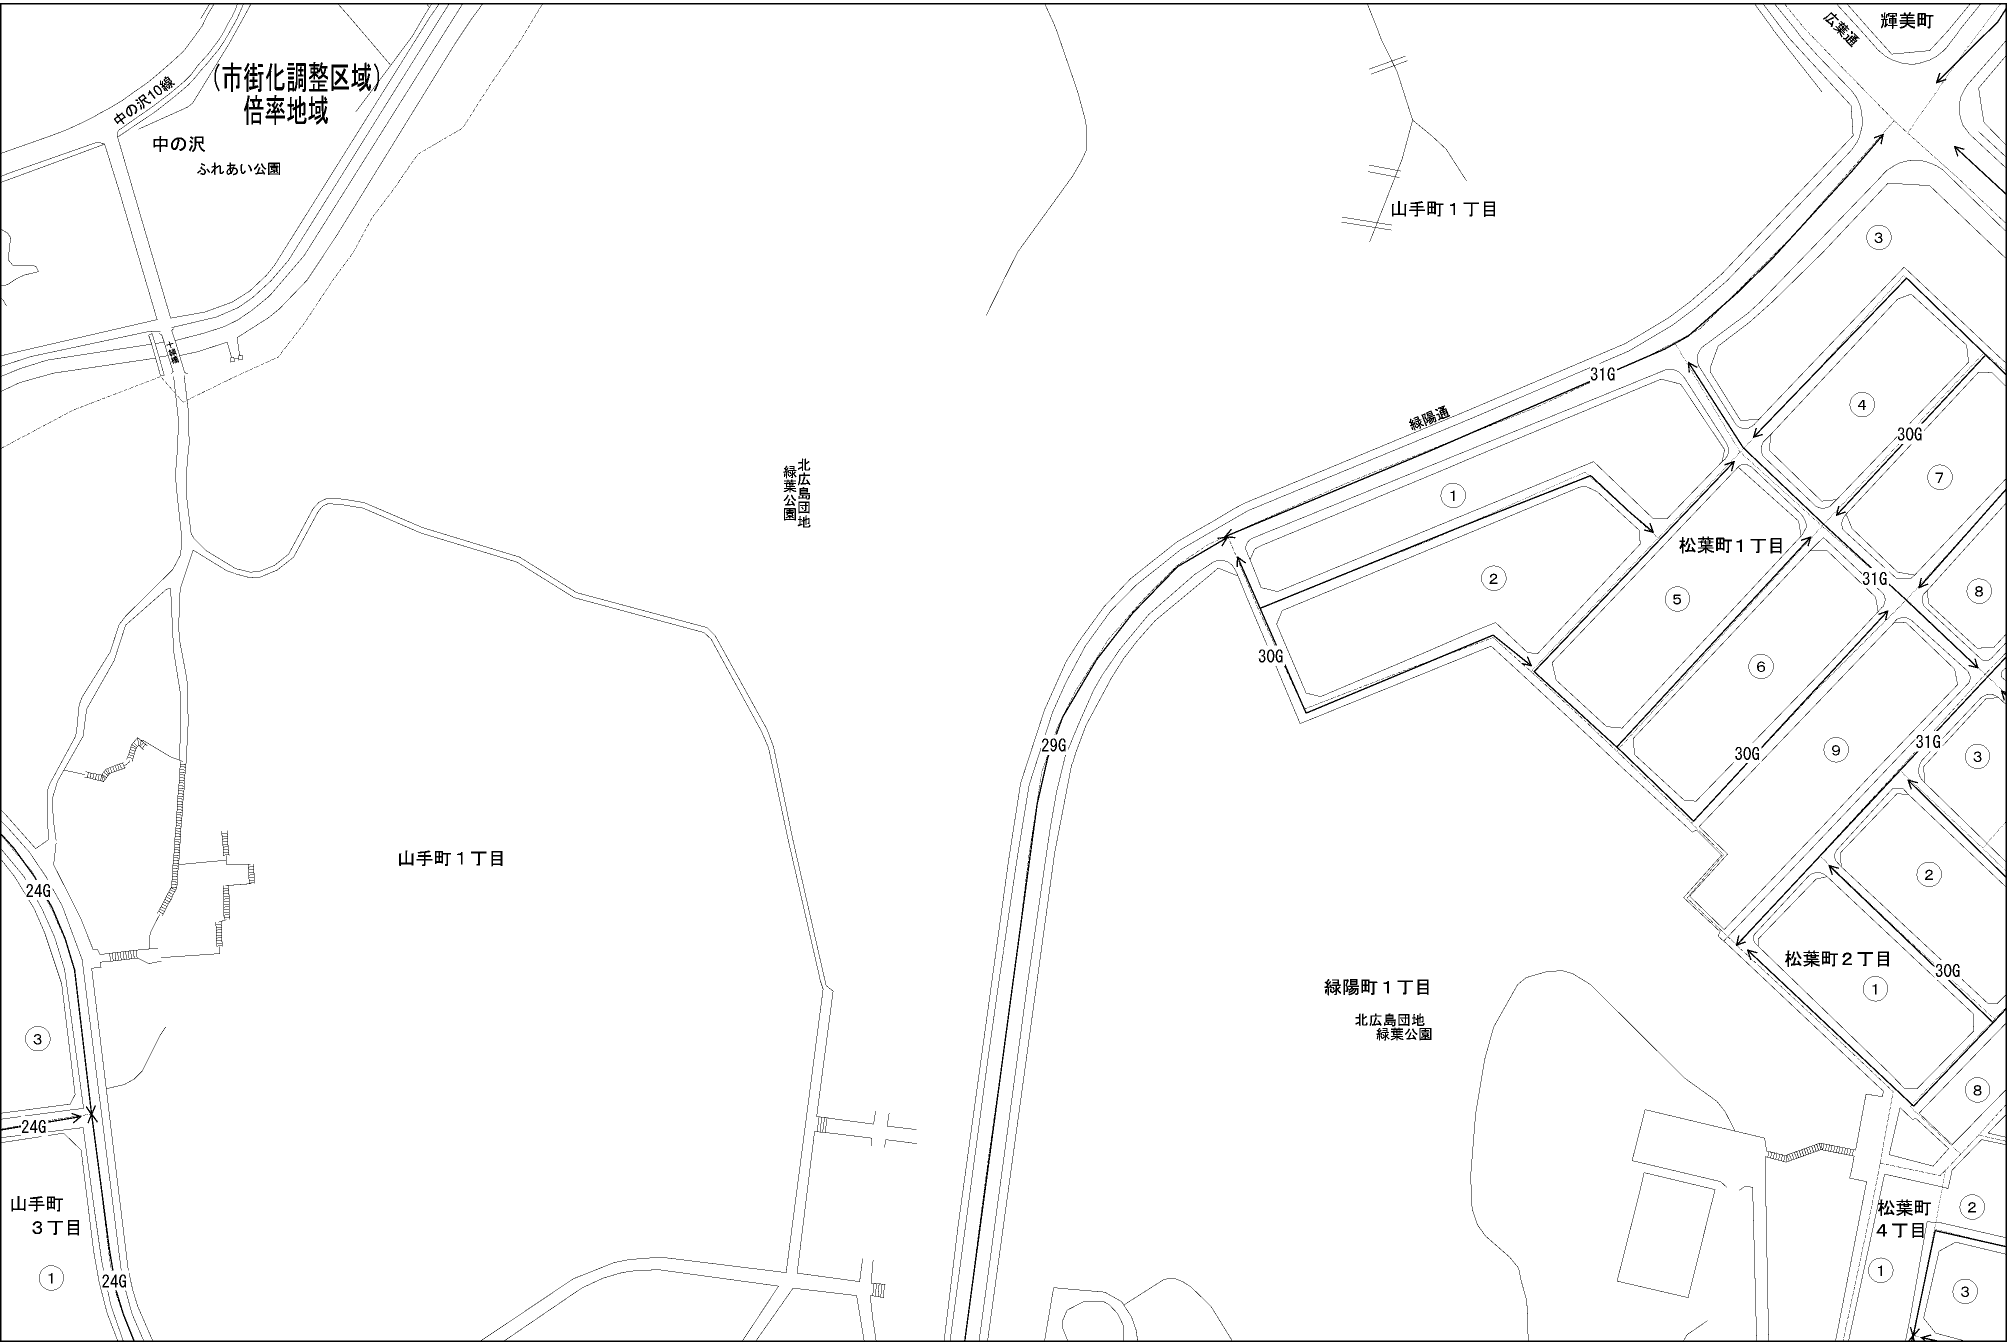 広葉通
輝美町
(市街化調整区域)
倍率地域
中の沢10線
中の沢
ふれあい公園
山手町1丁目
3
十線橋
31G
緑陽通
4
30G
北広島団地
緑葉公園
1
7
松葉町1丁目
2
5
31G
8
30G
6
29G
30G
9
31G
3
山手町1丁目
24G
2
松葉町2丁目
30G
1
緑陽町1丁目
北広島団地
緑葉公園
3
8
24G
山手町
3丁目
松葉町
4丁目
2
1
24G
1
3